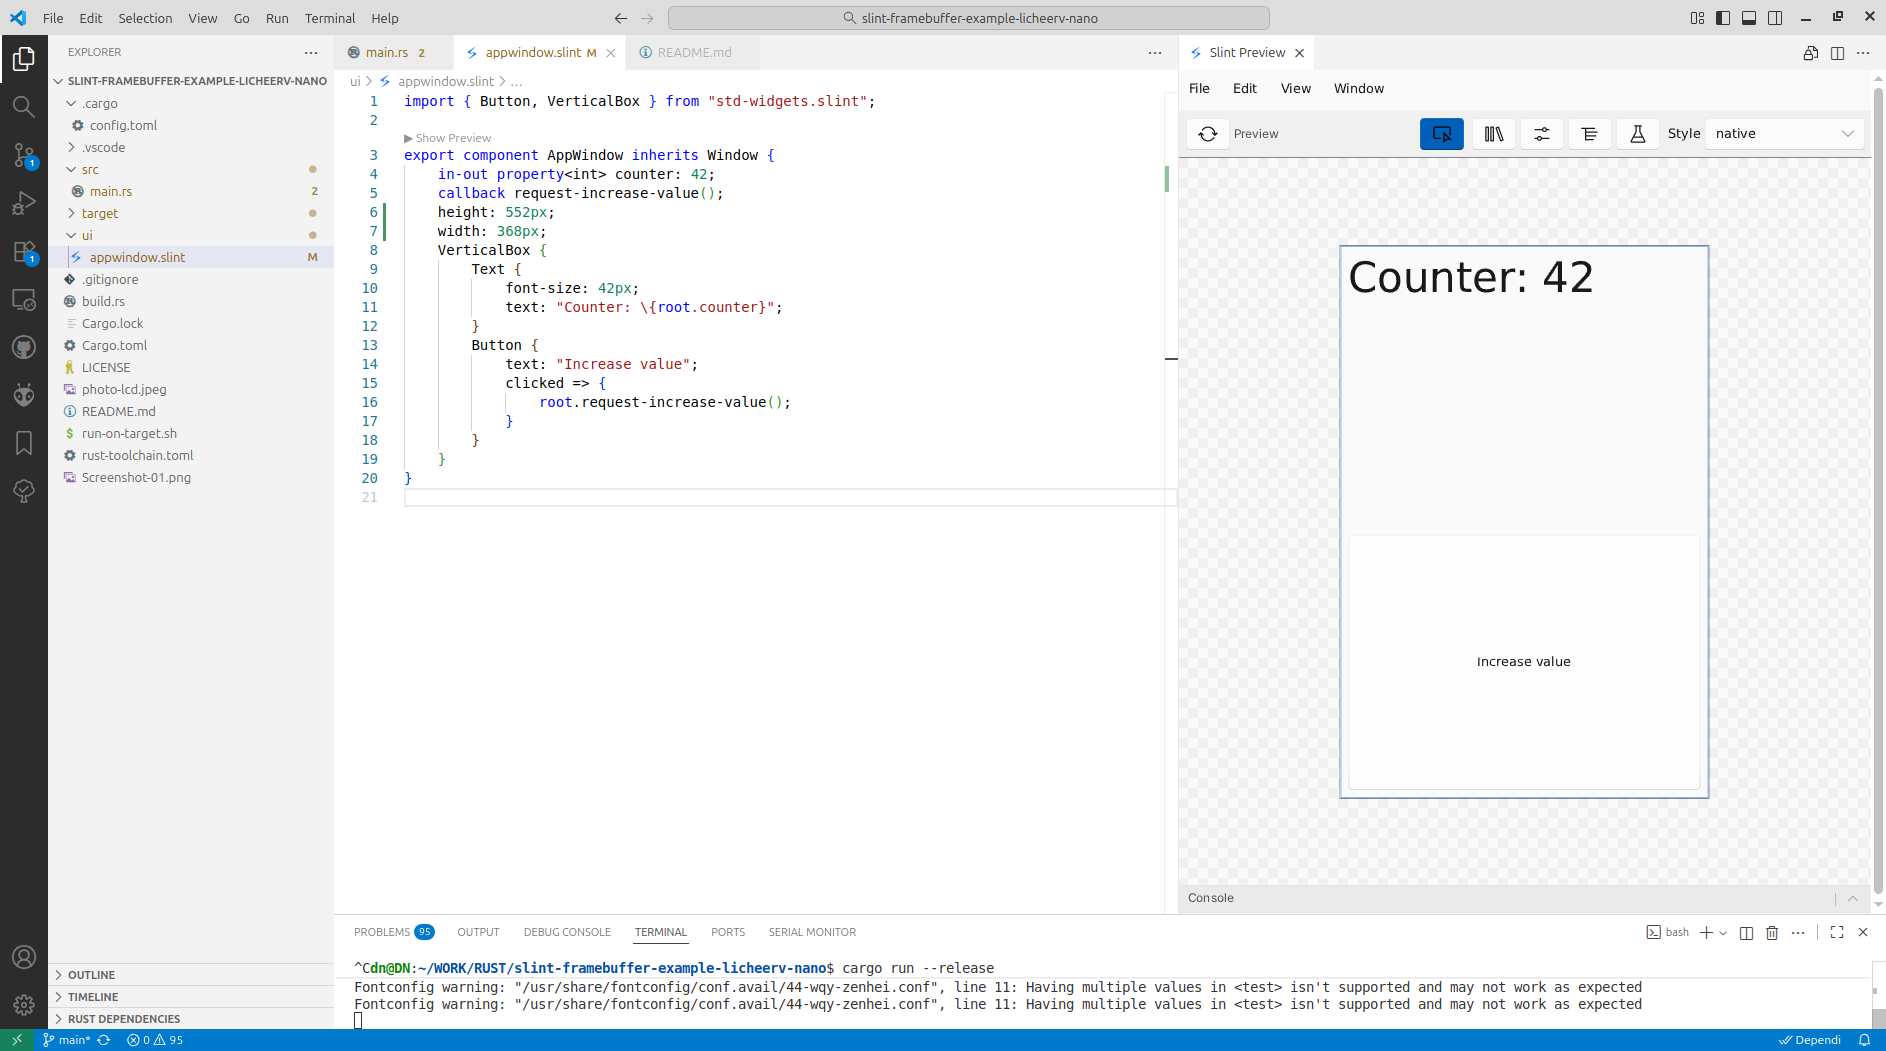 File Edit Selection View Go Run Terminal Help
slint-framebuffer-example-licheerv-nano
EXPLORER
SLINT-FRAMEBUFFER-EXAMPLE-LICHEERV-NANO
.cargo
config.toml
.vscode
src
main.rs 2
target
ui
appwindow.slint M
.gitignore
build.rs
Cargo.lock
Cargo.toml
LICENSE
photo-lcd.jpeg
README.md
$ run-on-target.sh
rust-toolchain.toml
Screenshot-01.png
OUTLINE
TIMELINE
RUST DEPENDENCIES
1
1
main.rs 2 appwindow.slint M README.md
ui > appwindow.slint > ...
1 import { Button, VerticalBox } from "std-widgets.slint";
2
Show Preview
3 export component AppWindow inherits Window {
4 in-out property<int> counter: 42;
5 callback request-increase-value();
6 height: 552px;
7 width: 368px;
8 VerticalBox {
9 Text {
10 font-size: 42px;
11 text: "Counter: \{root.counter}";
12 }
13 Button {
14 text: "Increase value";
15 clicked => {
16 root.request-increase-value();
17 }
18 }
19 }
20 }
21
Slint Preview
File Edit View Window
Preview Style native
Counter: 42
Increase value
Console
PROBLEMS 95 OUTPUT DEBUG CONSOLE TERMINAL PORTS SERIAL MONITOR
bash
^Cdn@DN:~/WORK/RUST/slint-framebuffer-example-licheerv-nano$ cargo run --release
Fontconfig warning: "/usr/share/fontconfig/conf.avail/44-wqy-zenhei.conf", line 11: Having multiple values in <test> isn't supported and may not work as expected
Fontconfig warning: "/usr/share/fontconfig/conf.avail/44-wqy-zenhei.conf", line 11: Having multiple values in <test> isn't supported and may not work as expected
main* 0 95 Dependi